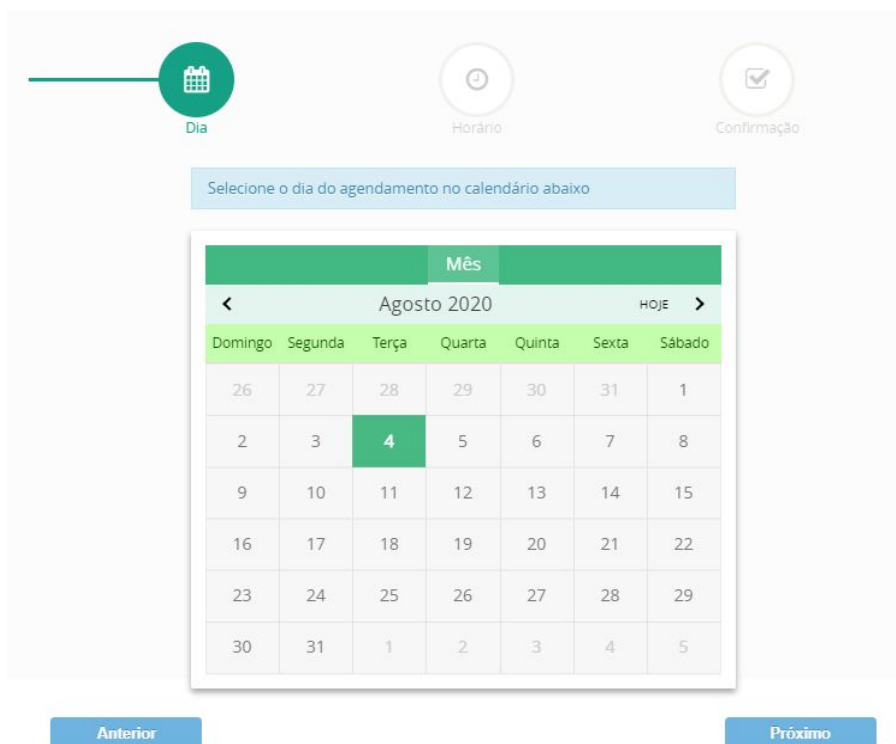 Dia Horário Confirmação
Selecione o dia do agendamento no calendário abaixo
Mês
Agosto 2020 HOJE
Domingo Segunda Terça Quarta Quinta Sexta Sábado
26 27 28 29 30 31 1
2 3 4 5 6 7 8
9 10 11 12 13 14 15
16 17 18 19 20 21 22
23 24 25 26 27 28 29
30 31 1 2 3 4 5
Anterior Próximo